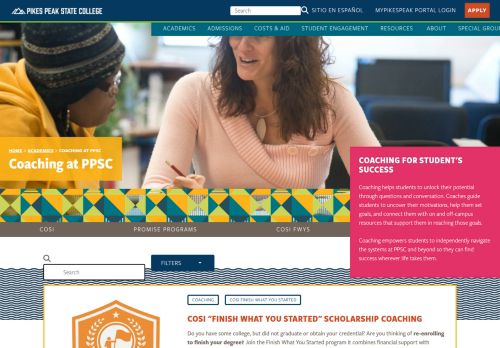 PIKES PEAK STATE COLLEGE
Search
SITIO EN ESPAÑOL
MYPIKESPEAK PORTAL LOGIN
APPLY
ACADEMICS
ADMISSIONS
COSTS & AID
STUDENT ENGAGEMENT
RESOURCES
ABOUT
SPECIAL GROU
HOME > ACADEMICS > COACHING AT PPSC
Coaching at PPSC
COACHING FOR STUDENT'S
SUCCESS
Coaching helps students to unlock their potential
through questions and conversation. Coaches guide
students to uncover their motivations, help them set
goals, and connect them with on and off-campus
resources that support them in reaching those goals.
Coaching empowers students to independently navigate
the systems at PPSC and beyond so they can find
success wherever life takes them.
COSI
PROMISE PROGRAMS
COSI FWYS
Search
FILTERS
COACHING
COSI FINISH WHAT YOU STARTED
COSI "FINISH WHAT YOU STARTED" SCHOLARSHIP COACHING
Do you have some college, but did not graduate or obtain your credential? Are you thinking of re-enrolling
to finish your degree? Join the Finish What You Started program it combines financial support with